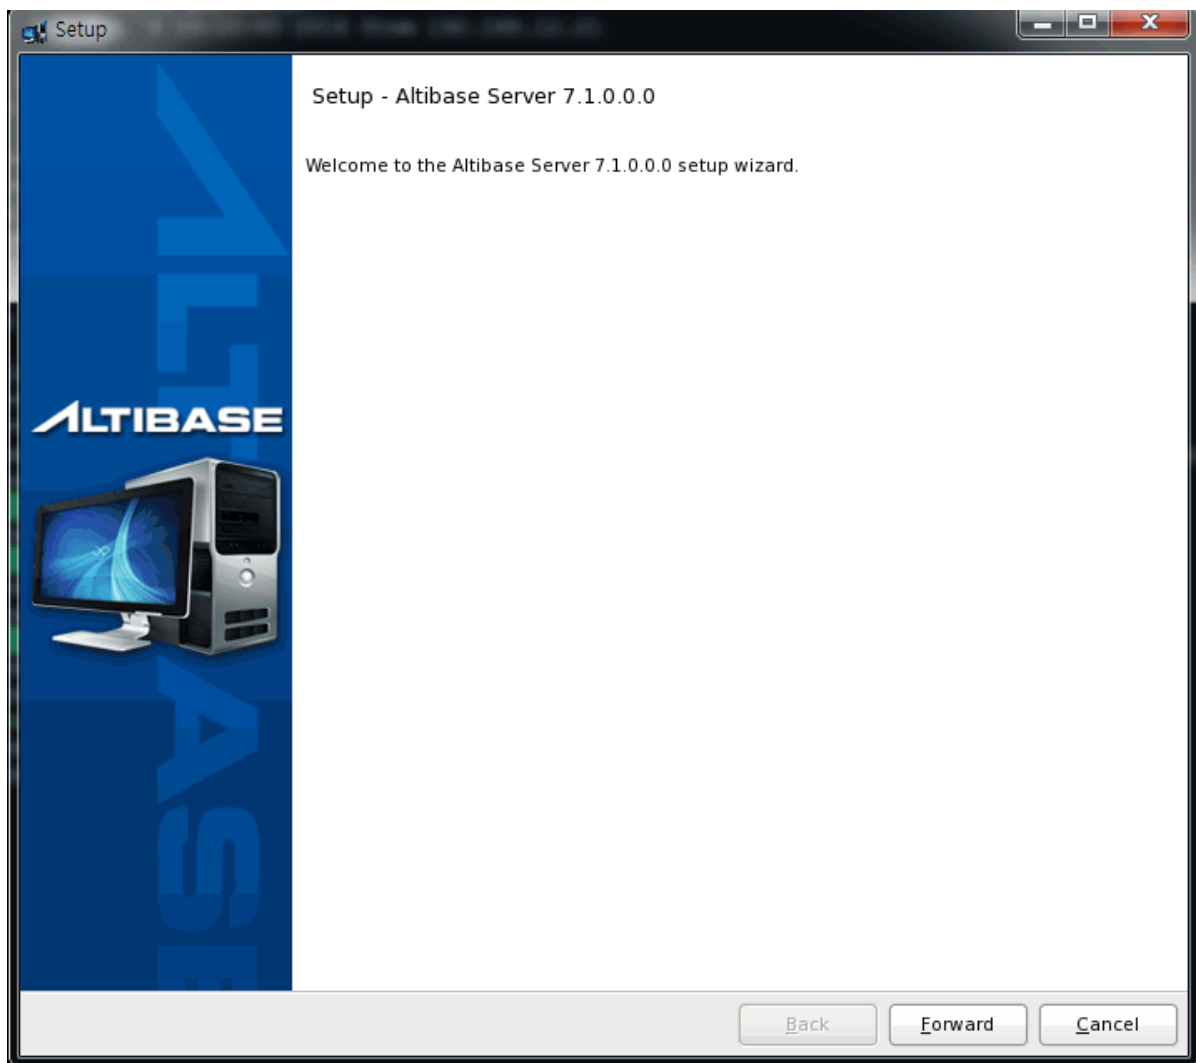 Setup
Setup - Altibase Server 7.1.0.0.0
Welcome to the Altibase Server 7.1.0.0.0 setup wizard.
ALTIBASE
ALTIBASE
Back
Forward
Cancel